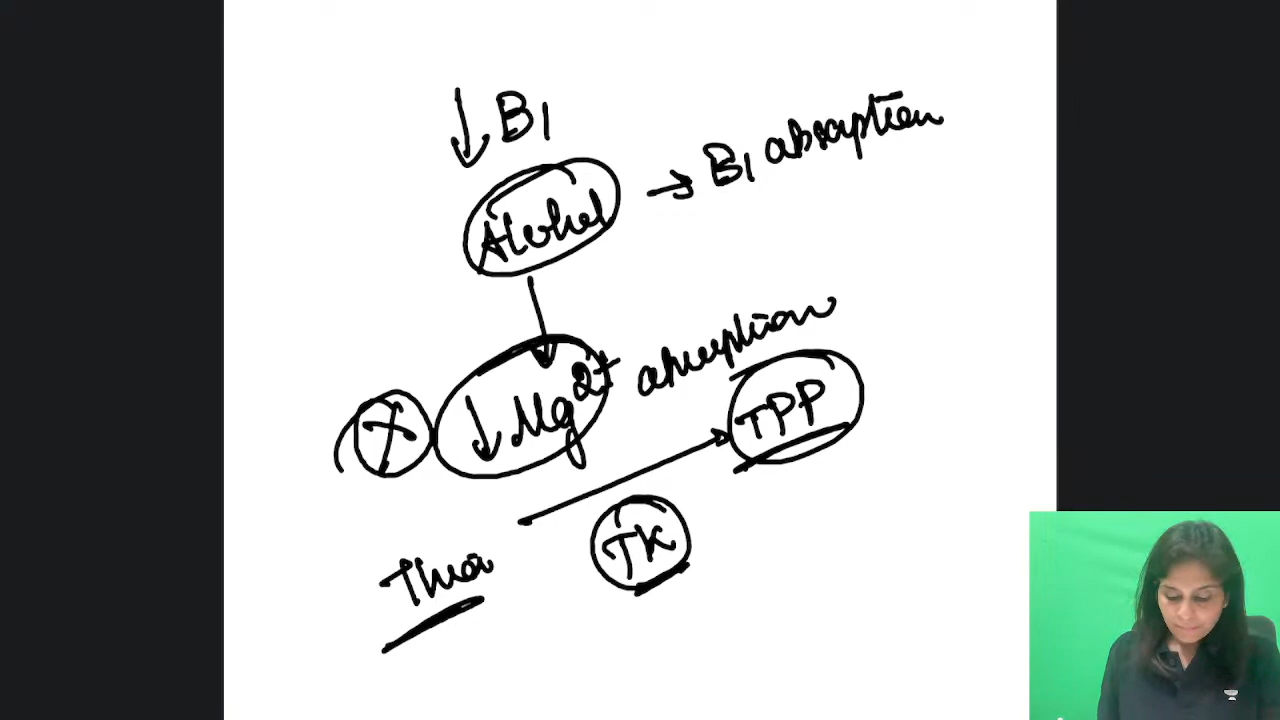 ↓ B1
Alcohol → B1 absorption
↓ Mg2+ absorption
TPP
TK
Thia